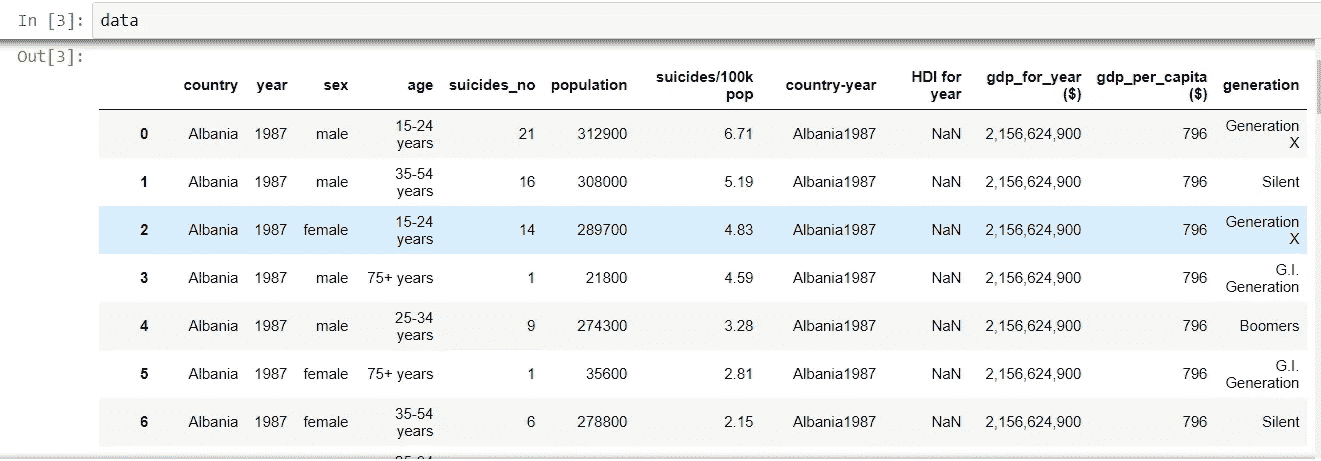 In [3]: data
Out[3]:
country year sex age suicides_no population suicides/100k pop country-year HDI for year gdp_for_year ($) gdp_per_capita ($) generation
0 Albania 1987 male 15-24 years 21 312900 6.71 Albania1987 NaN 2,156,624,900 796 Generation X
1 Albania 1987 male 35-54 years 16 308000 5.19 Albania1987 NaN 2,156,624,900 796 Silent
2 Albania 1987 female 15-24 years 14 289700 4.83 Albania1987 NaN 2,156,624,900 796 Generation X
3 Albania 1987 male 75+ years 1 21800 4.59 Albania1987 NaN 2,156,624,900 796 G.I. Generation
4 Albania 1987 male 25-34 years 9 274300 3.28 Albania1987 NaN 2,156,624,900 796 Boomers
5 Albania 1987 female 75+ years 1 35600 2.81 Albania1987 NaN 2,156,624,900 796 G.I. Generation
6 Albania 1987 female 35-54 years 6 278800 2.15 Albania1987 NaN 2,156,624,900 796 Silent